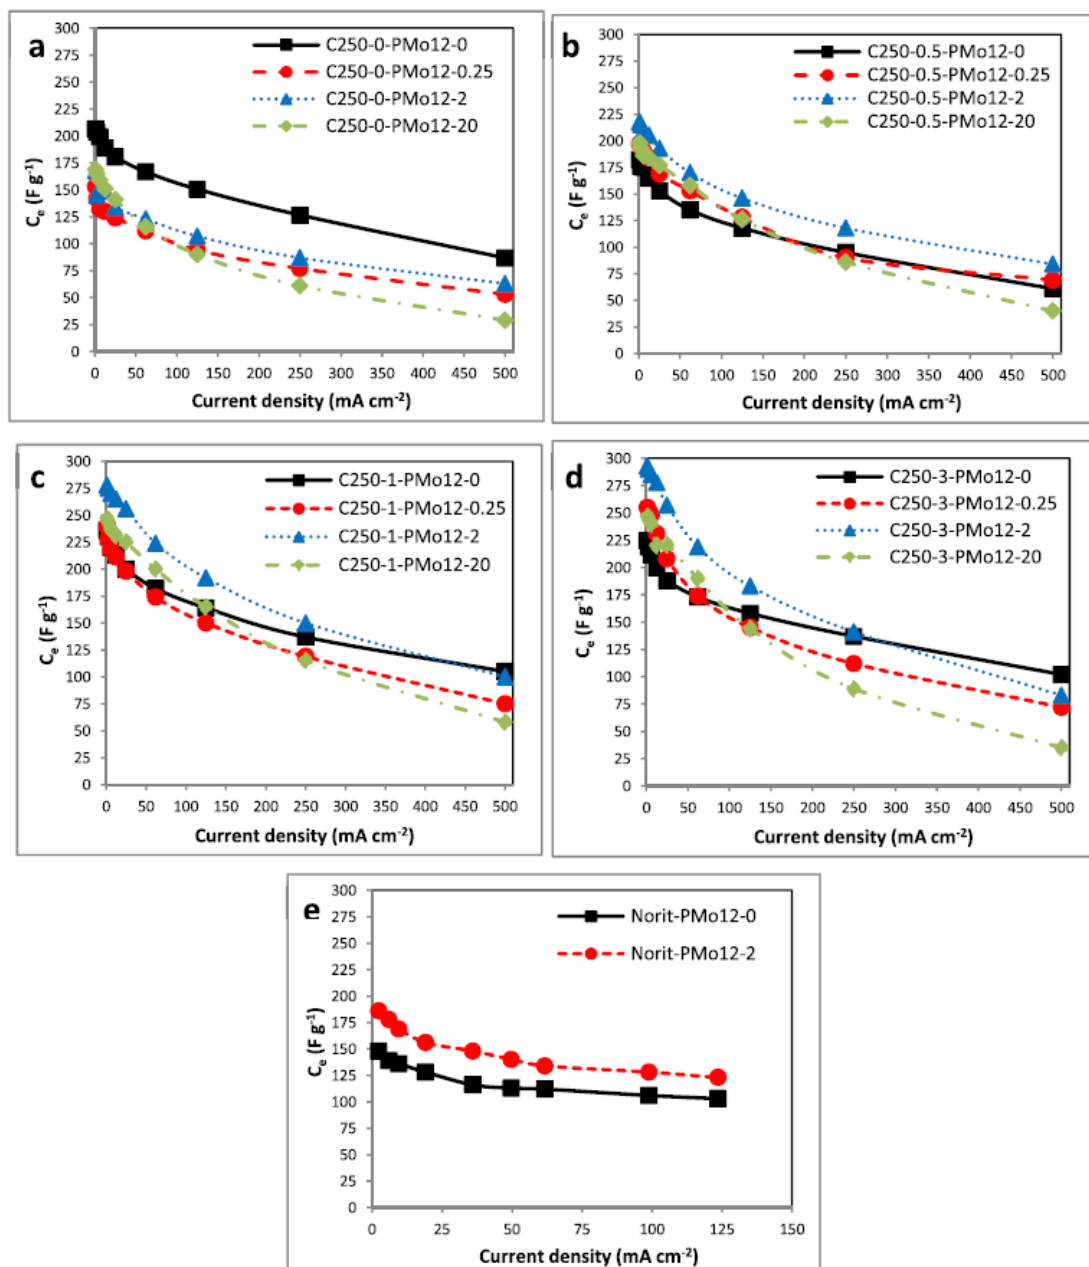 a
C250-0-PMo12-0
C250-0-PMo12-0.25
C250-0-PMo12-2
C250-0-PMo12-20
300
275
250
225
200
175
150
125
100
75
50
25
0
Cₑ (F g⁻¹)
0 50 100 150 200 250 300 350 400 450 500
Current density (mA cm⁻²)
b
C250-0.5-PMo12-0
C250-0.5-PMo12-0.25
C250-0.5-PMo12-2
C250-0.5-PMo12-20
300
275
250
225
200
175
150
125
100
75
50
25
0
Cₑ (F g⁻¹)
0 50 100 150 200 250 300 350 400 450 500
Current density (mA cm⁻²)
c
C250-1-PMo12-0
C250-1-PMo12-0.25
C250-1-PMo12-2
C250-1-PMo12-20
300
275
250
225
200
175
150
125
100
75
50
25
0
Cₑ (F g⁻¹)
0 50 100 150 200 250 300 350 400 450 500
Current density (mA cm⁻²)
d
C250-3-PMo12-0
C250-3-PMo12-0.25
C250-3-PMo12-2
C250-3-PMo12-20
300
275
250
225
200
175
150
125
100
75
50
25
0
Cₑ (F g⁻¹)
0 50 100 150 200 250 300 350 400 450 500
Current density (mA cm⁻²)
e
Norit-PMo12-0
Norit-PMo12-2
300
275
250
225
200
175
150
125
100
75
50
25
0
Cₑ (F g⁻¹)
0 25 50 75 100 125 150
Current density (mA cm⁻²)